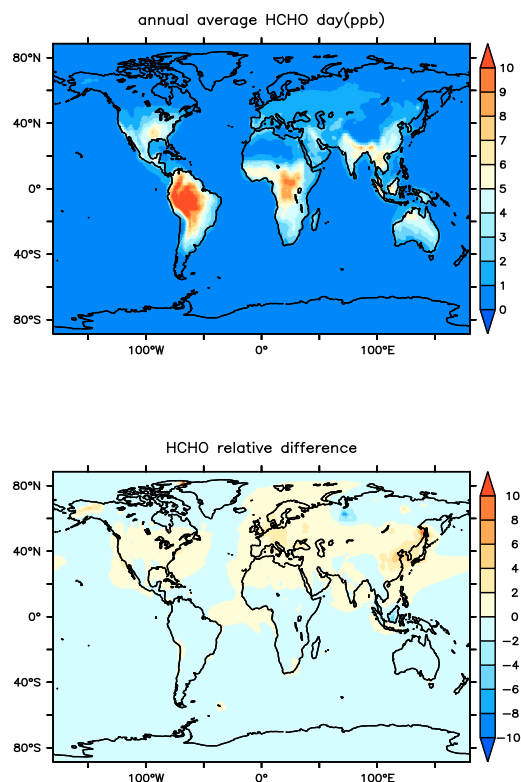 annual average HCHO day(ppb)
80°N
40°N
0°
40°S
80°S
100°W
0°
100°E
10
9
8
7
6
5
4
3
2
1
0
HCHO relative difference
80°N
40°N
0°
40°S
80°S
100°W
0°
100°E
10
8
6
4
2
0
−2
−4
−6
−8
−10